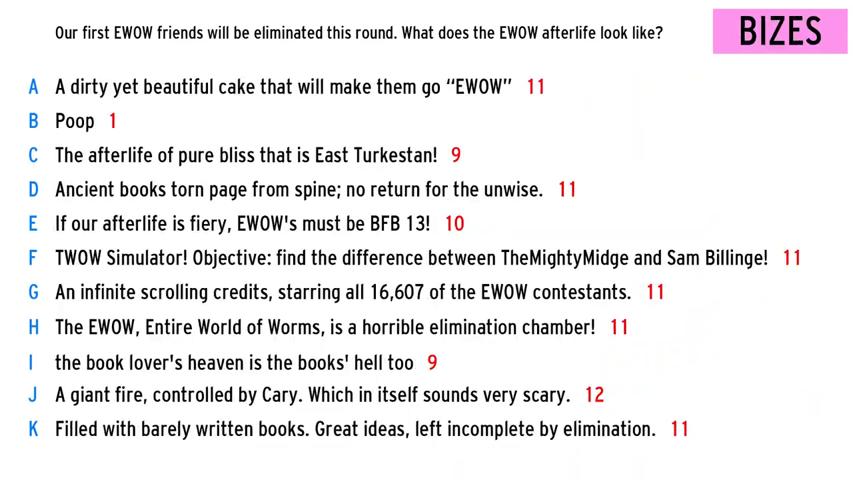 Our first EWOW friends will be eliminated this round. What does the EWOW afterlife look like?
BIZES
A A dirty yet beautiful cake that will make them go “EWOW” 11
B Poop 1
C The afterlife of pure bliss that is East Turkestan! 9
D Ancient books torn page from spine; no return for the unwise. 11
E If our afterlife is fiery, EWOW's must be BFB 13! 10
F TWOW Simulator! Objective: find the difference between TheMightyMidge and Sam Billinge! 11
G An infinite scrolling credits, starring all 16,607 of the EWOW contestants. 11
H The EWOW, Entire World of Worms, is a horrible elimination chamber! 11
I the book lover's heaven is the books' hell too 9
J A giant fire, controlled by Cary. Which in itself sounds very scary. 12
K Filled with barely written books. Great ideas, left incomplete by elimination. 11